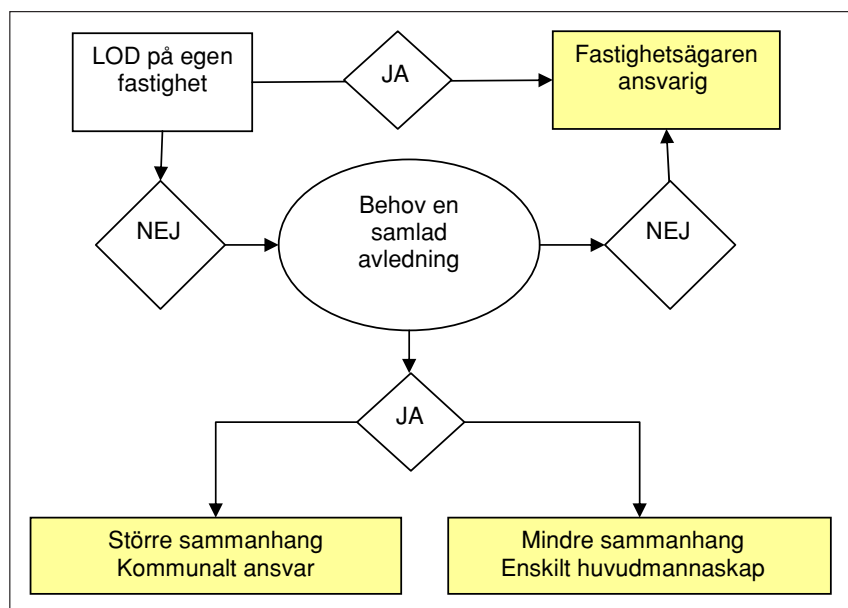 LOD på egen
fastighet
JA
Fastighetsägaren
ansvarig
NEJ
Behov en
samlad
avledning
NEJ
JA
Större sammanhang
Kommunalt ansvar
Mindre sammanhang
Enskilt huvudmannaskap